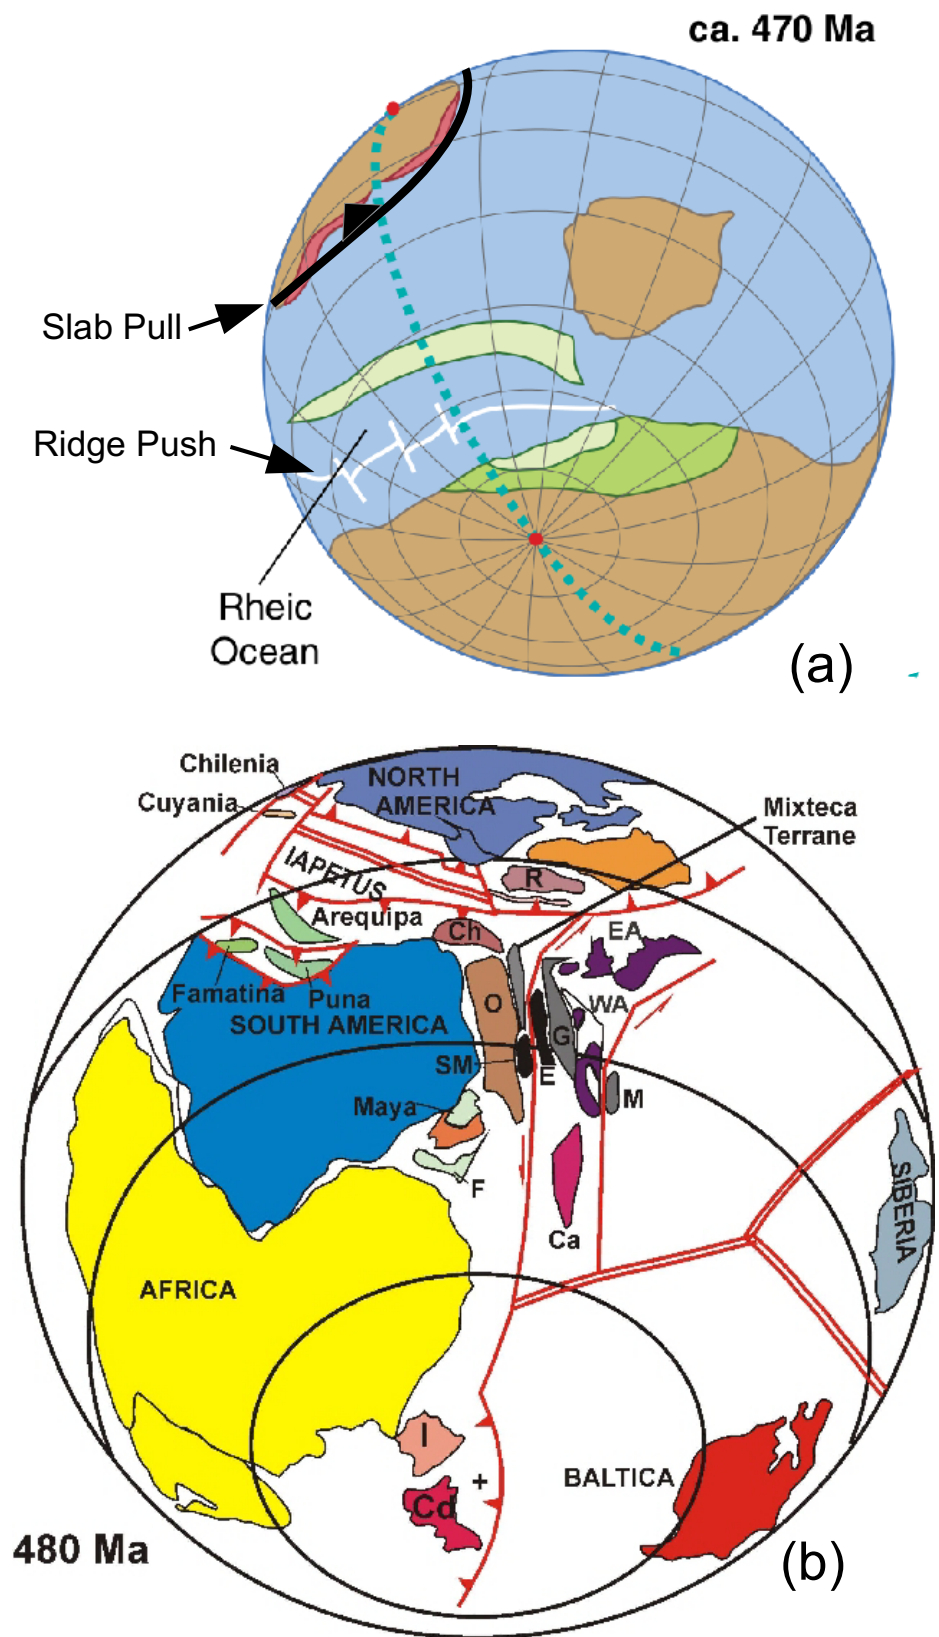 ca. 470 Ma
Slab Pull
Ridge Push
Rheic
Ocean
(a)
Chilenia
Cuyania
NORTH
AMERICA
Mixteca
Terrane
IAPETUS
R
Arequipa
Ch
EA
Famatina
Puna
SOUTH AMERICA
O
WA
G
SM
E
Maya
M
F
Ca
SIBERIA
AFRICA
I
+
BALTICA
Cd
480 Ma
(b)